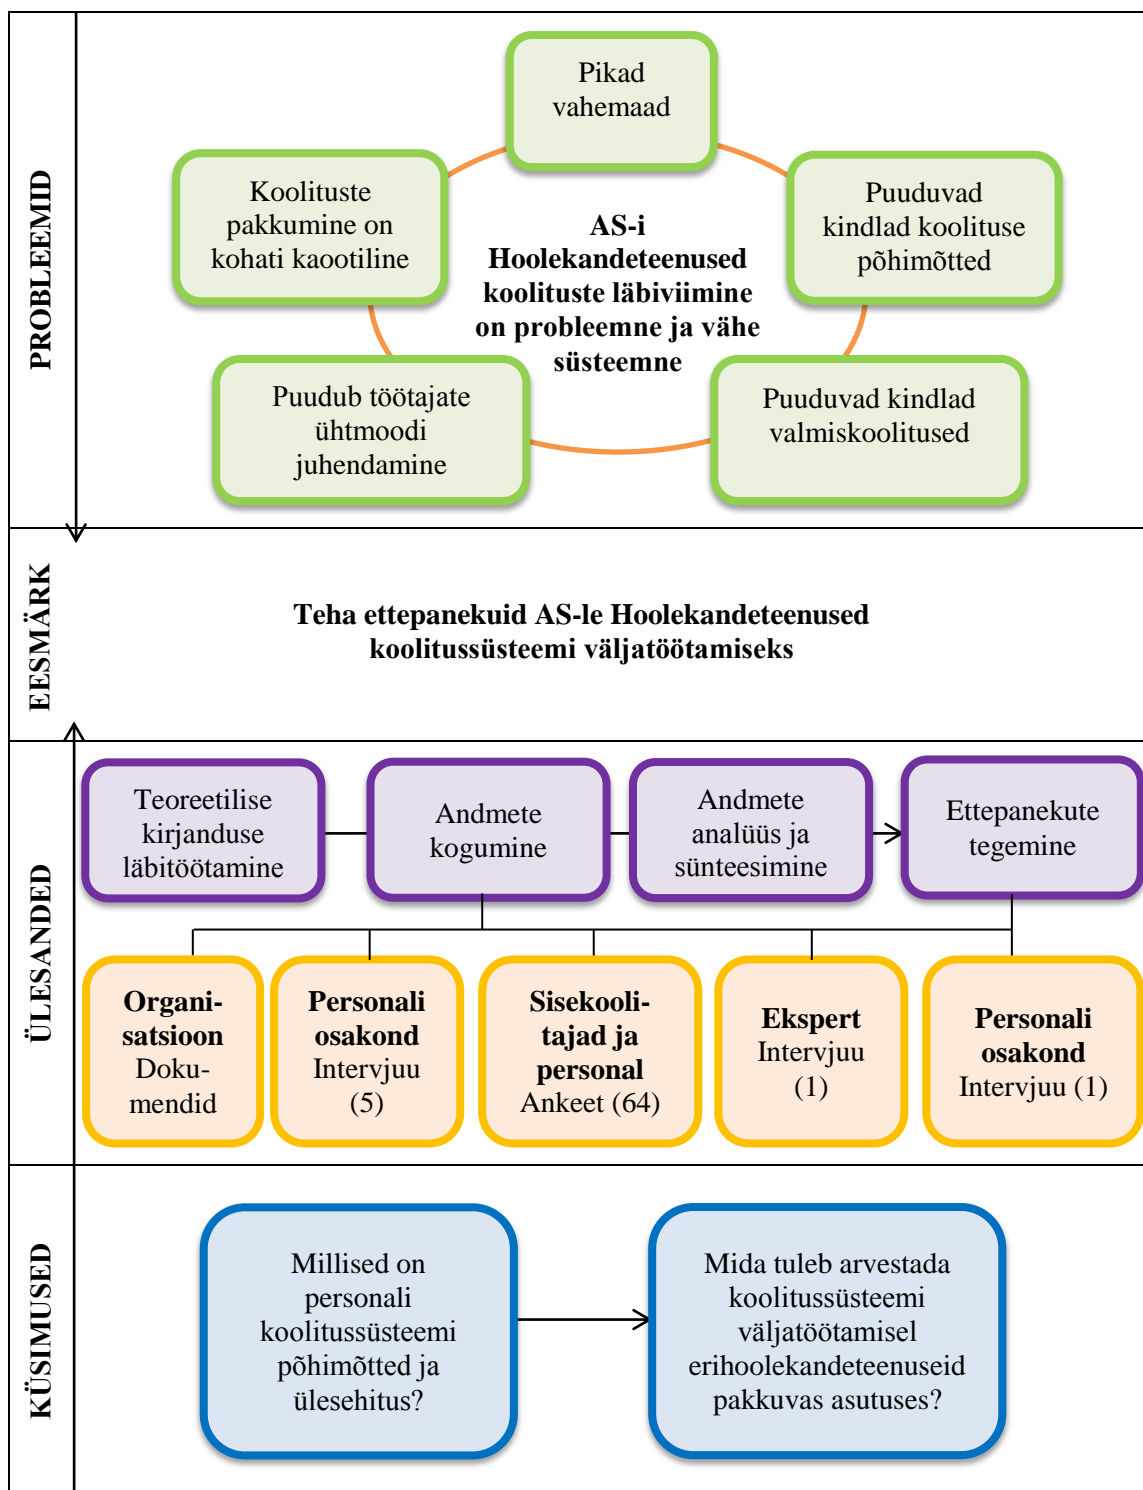 PROBLEEMID
Pikad
vahemaad
Koolituste
pakkumine on
kohati kaootiline
Puuduvad
kindlad koolituse
põhimõtted
AS-i
Hoolekandeteenused
koolituste läbiviimine
on probleemne ja vähe
süsteemne
Puudub töötajate
ühtmoodi
juhendamine
Puuduvad kindlad
valmiskoolitused
EESMÄRK
Teha ettepanekuid AS-le Hoolekandeteenused
koolitussüsteemi väljatöötamiseks
ÜLESANDED
Teoreetilise
kirjanduse
läbitöötamine
Andmete
kogumine
Andmete
analüüs ja
sünteesimine
Ettepanekute
tegemine
Organi-
satsioon
Doku-
mendid
Personali
osakond
Intervjuu
(5)
Sisekooli-
tajad ja
personal
Ankeet (64)
Ekspert
Intervjuu
(1)
Personali
osakond
Intervjuu (1)
KÜSIMUSED
Millised on
personali
koolitussüsteemi
põhimõtted ja
ülesehitus?
Mida tuleb arvestada
koolitussüsteemi
väljatöötamisel
erihoolekandeteenuseid
pakkuvas asutuses?